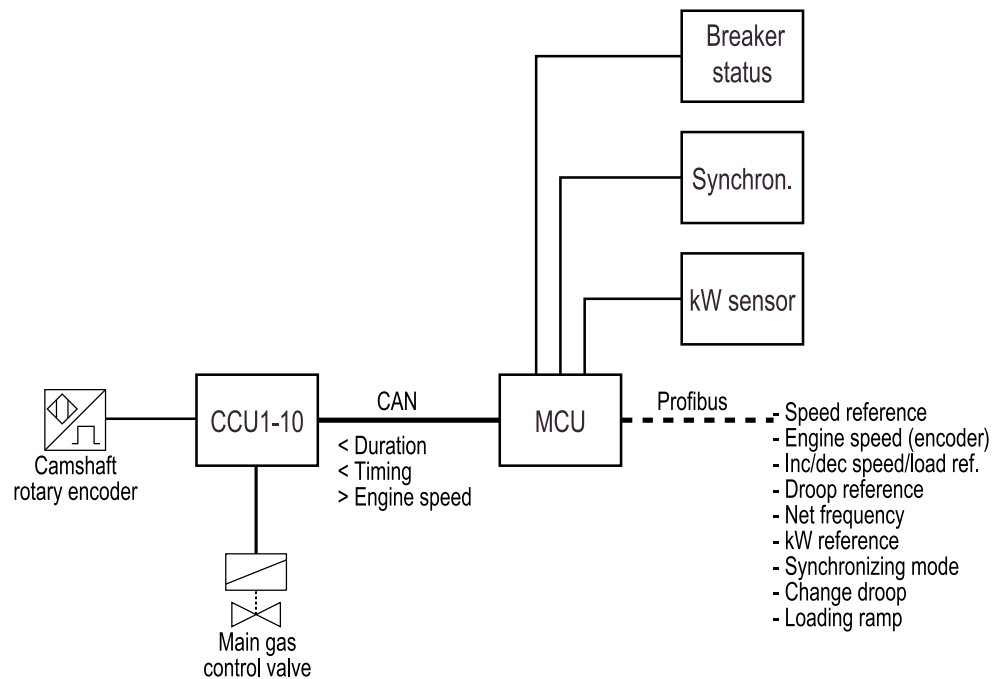 Breaker
status
Synchron.
kW sensor
CCU1-10
CAN
MCU
Profibus
< Duration
< Timing
> Engine speed
Camshaft
rotary encoder
Main gas
control valve
- Speed reference
- Engine speed (encoder)
- Inc/dec speed/load ref.
- Droop reference
- Net frequency
- kW reference
- Synchronizing mode
- Change droop
- Loading ramp